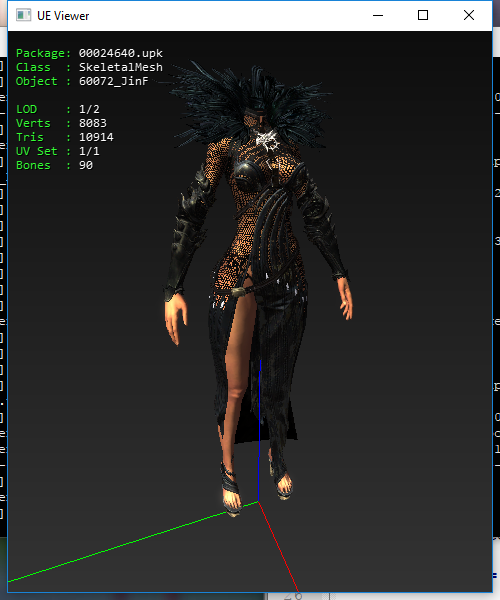 UE Viewer
Package: 00024640.upk
Class : SkeletalMesh
Object : 60072_JinF
LOD : 1/2
Verts : 8083
Tris : 10914
UV Set : 1/1
Bones : 90